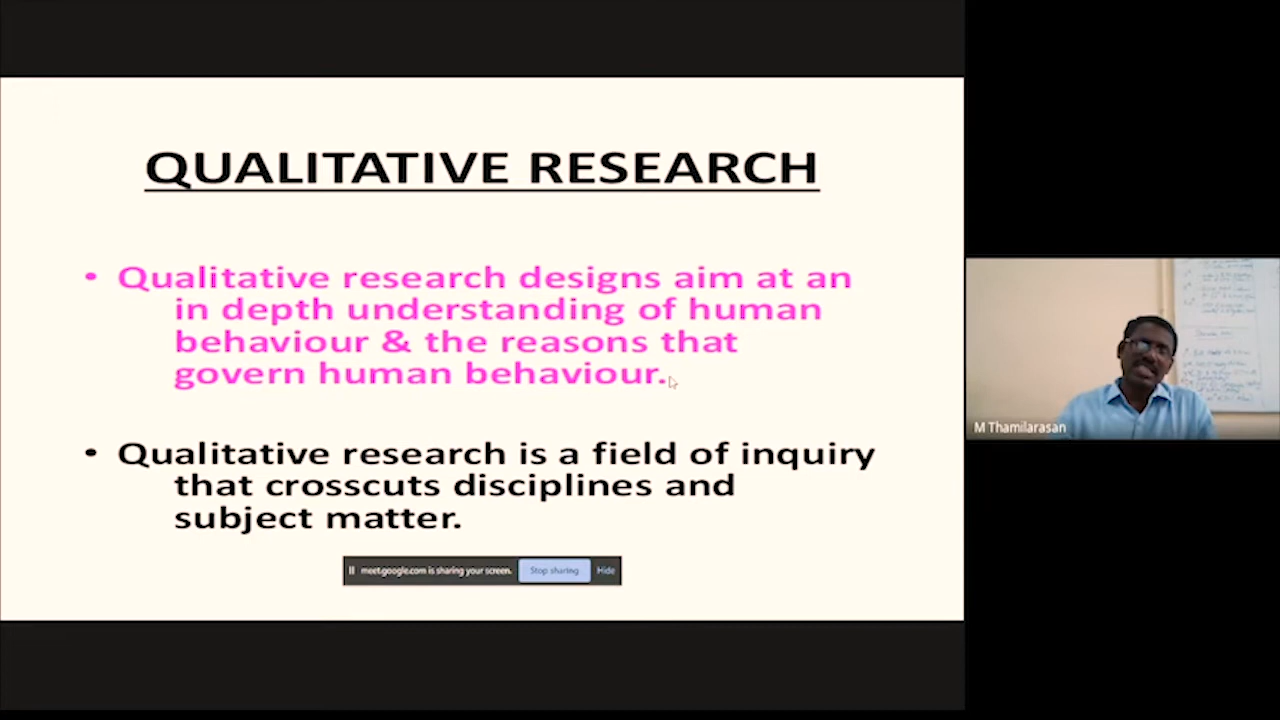 QUALITATIVE RESEARCH
• Qualitative research designs aim at an
in depth understanding of human
behaviour & the reasons that
govern human behaviour.
• Qualitative research is a field of inquiry
that crosscuts disciplines and
subject matter.
meet.google.com is sharing your screen. Stop sharing Hide
M Thamilarasan